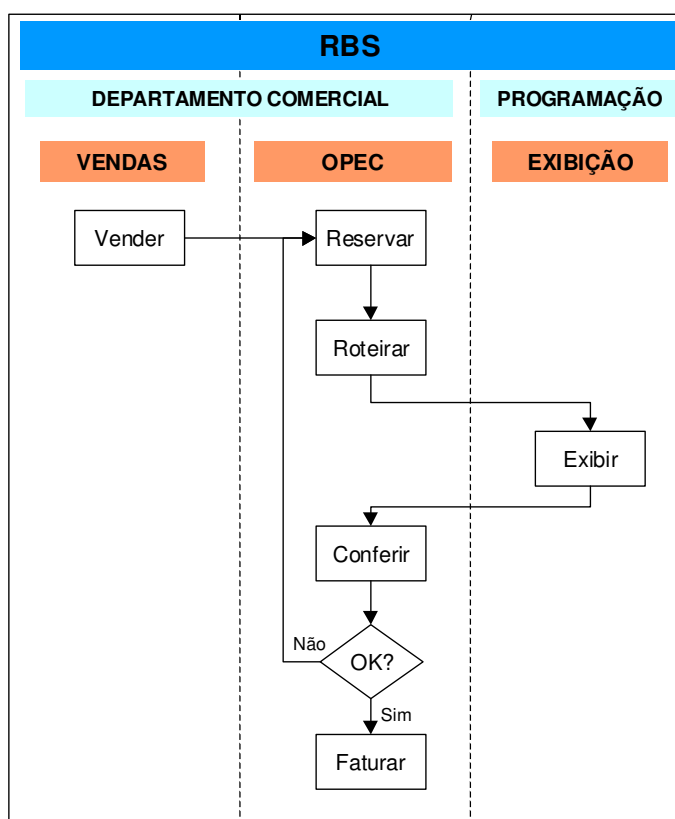 RBS
DEPARTAMENTO COMERCIAL
PROGRAMAÇÃO
VENDAS
OPEC
EXIBIÇÃO
Vender
Reservar
Roteirar
Exibir
Conferir
Não
OK?
Sim
Faturar